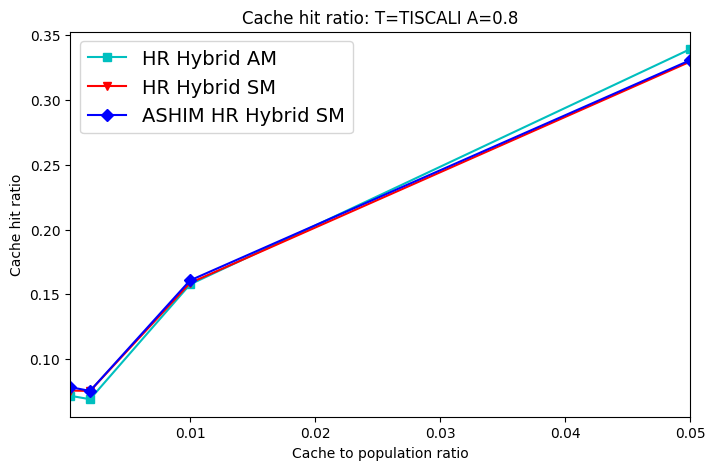 Cache hit ratio: T=TISCALI A=0.8
HR Hybrid AM
HR Hybrid SM
ASHIM HR Hybrid SM
Cache hit ratio
0.35
0.30
0.25
0.20
0.15
0.10
0.01 0.02 0.03 0.04 0.05
Cache to population ratio